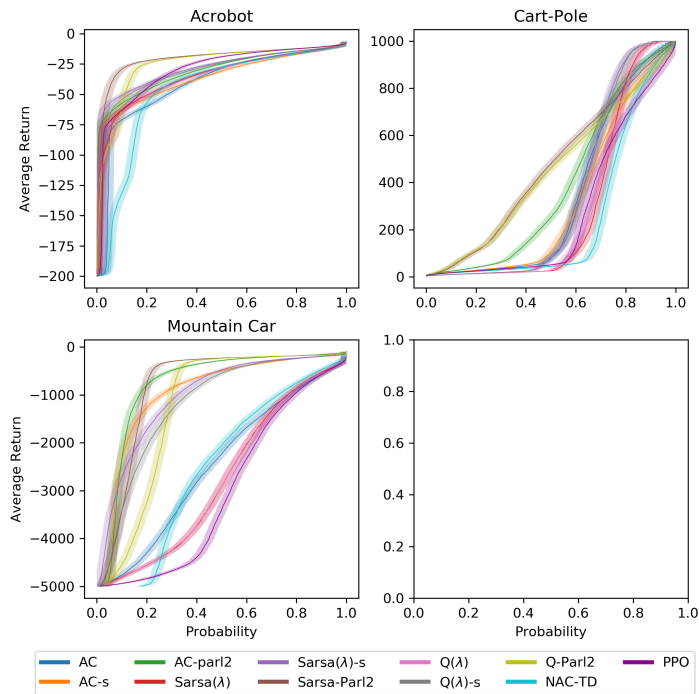 Acrobot
Cart-Pole
Average Return
0
−25
−50
−75
−100
−125
−150
−175
−200
0.0 0.2 0.4 0.6 0.8 1.0
1000
800
600
400
200
0
0.0 0.2 0.4 0.6 0.8 1.0
Mountain Car
Average Return
0
−1000
−2000
−3000
−4000
−5000
0.0 0.2 0.4 0.6 0.8 1.0
Probability
1.0
0.8
0.6
0.4
0.2
0.0
0.0 0.2 0.4 0.6 0.8 1.0
Probability
AC AC-parl2 Sarsa(λ)-s Q(λ) Q-Parl2 PPO
AC-s Sarsa(λ) Sarsa-Parl2 Q(λ)-s NAC-TD